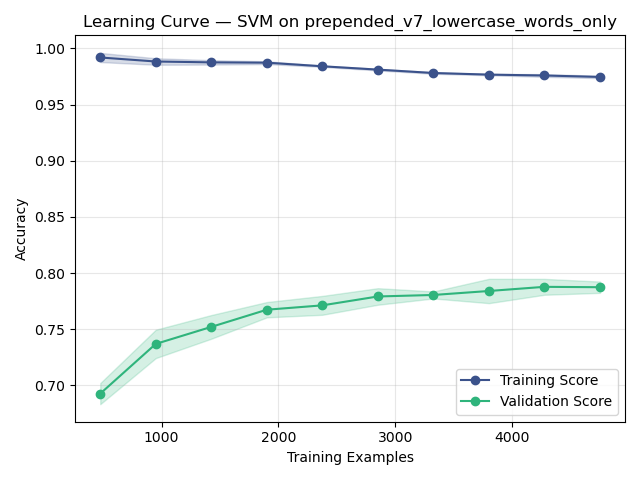 Learning Curve — SVM on prepended_v7_lowercase_words_only
1.00
0.95
0.90
0.85
0.80
0.75
0.70
Accuracy
1000 2000 3000 4000
Training Examples
Training Score
Validation Score